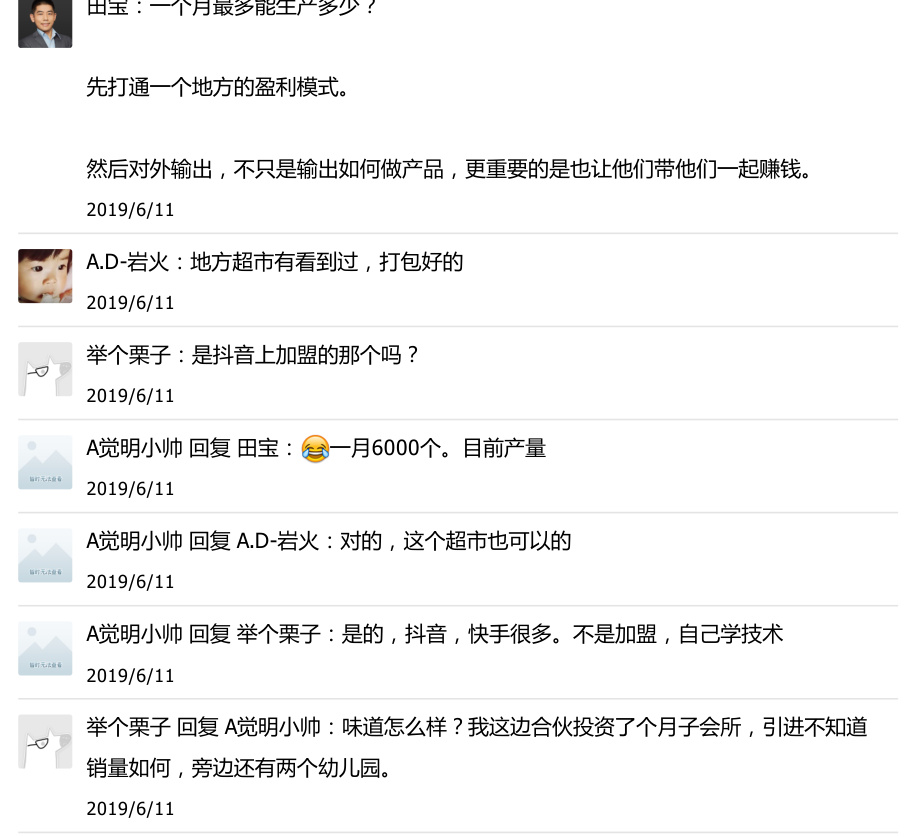 田宝：一个月最多能生产多少？
先打通一个地方的盈利模式。
然后对外输出，不只是输出如何做产品，更重要的是也让他们带他们一起赚钱。
2019/6/11
A.D-岩火：地方超市有看到过，打包好的
2019/6/11
举个栗子：是抖音上加盟的那个吗？
2019/6/11
A觉明小帅 回复 田宝：😂一月6000个。目前产量
2019/6/11
A觉明小帅 回复 A.D-岩火：对的，这个超市也可以的
2019/6/11
A觉明小帅 回复 举个栗子：是的，抖音，快手很多。不是加盟，自己学技术
2019/6/11
举个栗子 回复 A觉明小帅：味道怎么样？我这边合伙投资了个月子会所，引进不知道
销量如何，旁边还有两个幼儿园。
2019/6/11